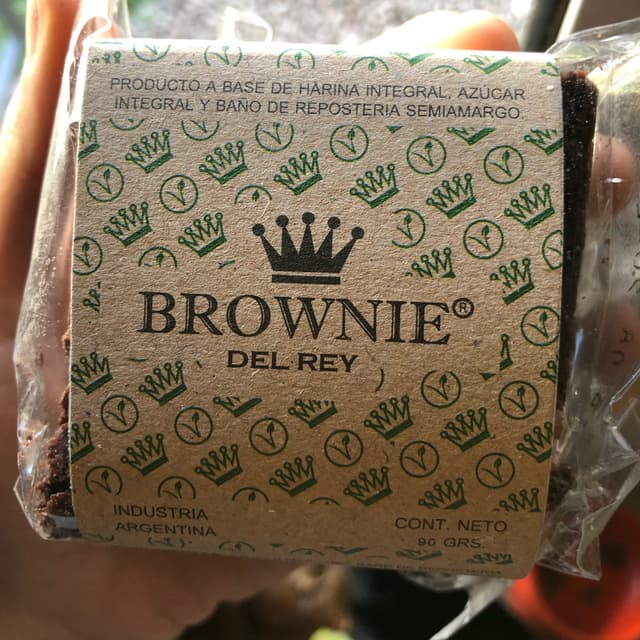 PRODUCTO A BASE DE HARINA INTEGRAL, AZÚCAR
INTEGRAL Y BAÑO DE REPOSTERIA SEMIAMARGO.
BROWNIE®
DEL REY
INDUSTRIA
ARGENTINA
CONT. NETO
90 GRS.